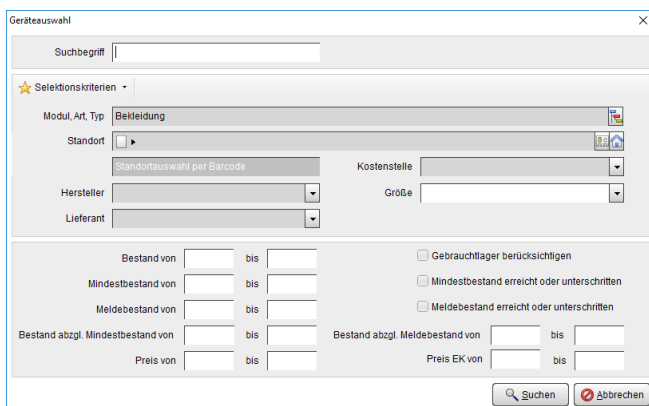 Geräteauswahl
Suchbegriff
Selektionskriterien
Modul, Art, Typ Bekleidung
Standort
Standortauswahl per Barcode Kostenstelle
Hersteller Größe
Lieferant
Bestand von bis Gebrauchtlager berücksichtigen
Mindestbestand von bis Mindestbestand erreicht oder unterschritten
Meldebestand von bis Meldebestand erreicht oder unterschritten
Bestand abzgl. Mindestbestand von bis Bestand abzgl. Meldebestand von bis
Preis von bis Preis EK von bis
Suchen Abbrechen